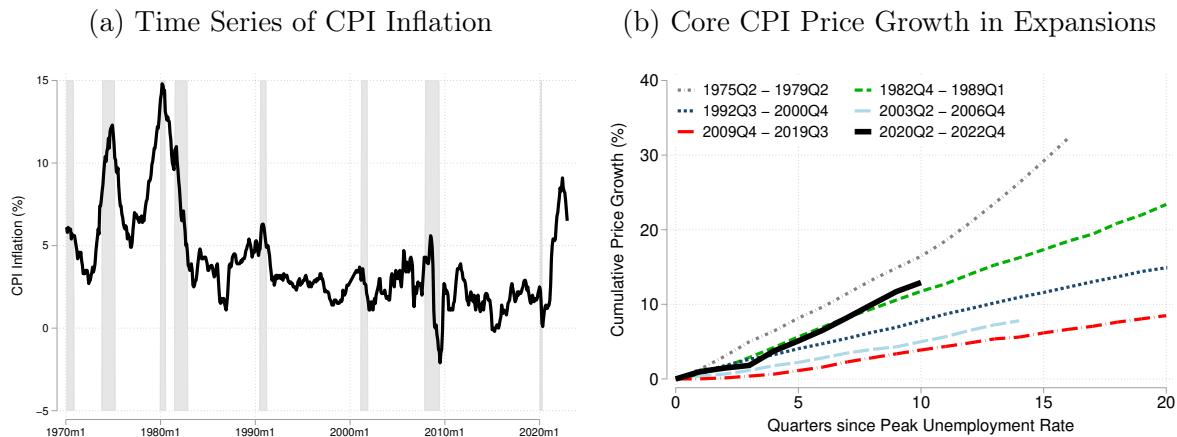 (a) Time Series of CPI Inflation
15
10
5
0
−5
CPI Inflation (%)
1970m1 1980m1 1990m1 2000m1 2010m1 2020m1
(b) Core CPI Price Growth in Expansions
40
30
20
10
0
Cumulative Price Growth (%)
1975Q2 − 1979Q2 1982Q4 − 1989Q1
1992Q3 − 2000Q4 2003Q2 − 2006Q4
2009Q4 − 2019Q3 2020Q2 − 2022Q4
0 5 10 15 20
Quarters since Peak Unemployment Rate